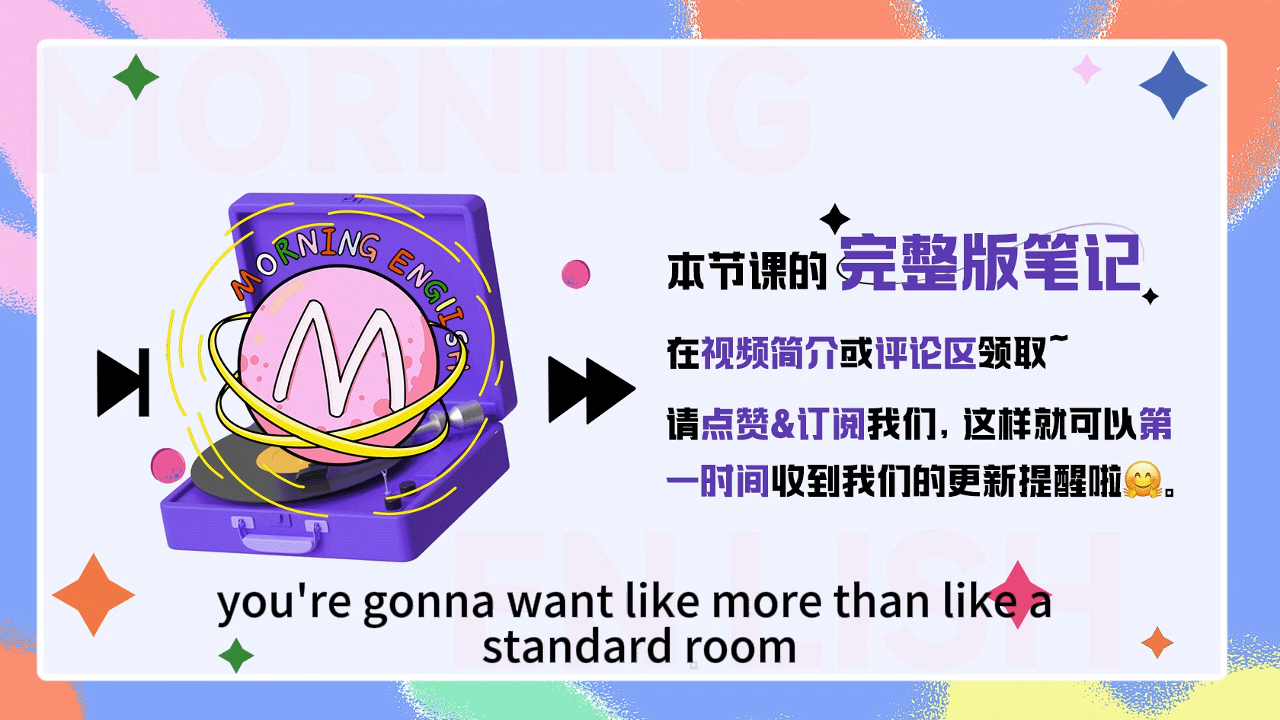 MORNING
MORNING ENGLISH
M
本节课的 完整版笔记
在视频简介或评论区领取~
请点赞&订阅我们, 这样就可以第
一时间收到我们的更新提醒啦🤗。
ENGLISH
you're gonna want like more than like a
standard room